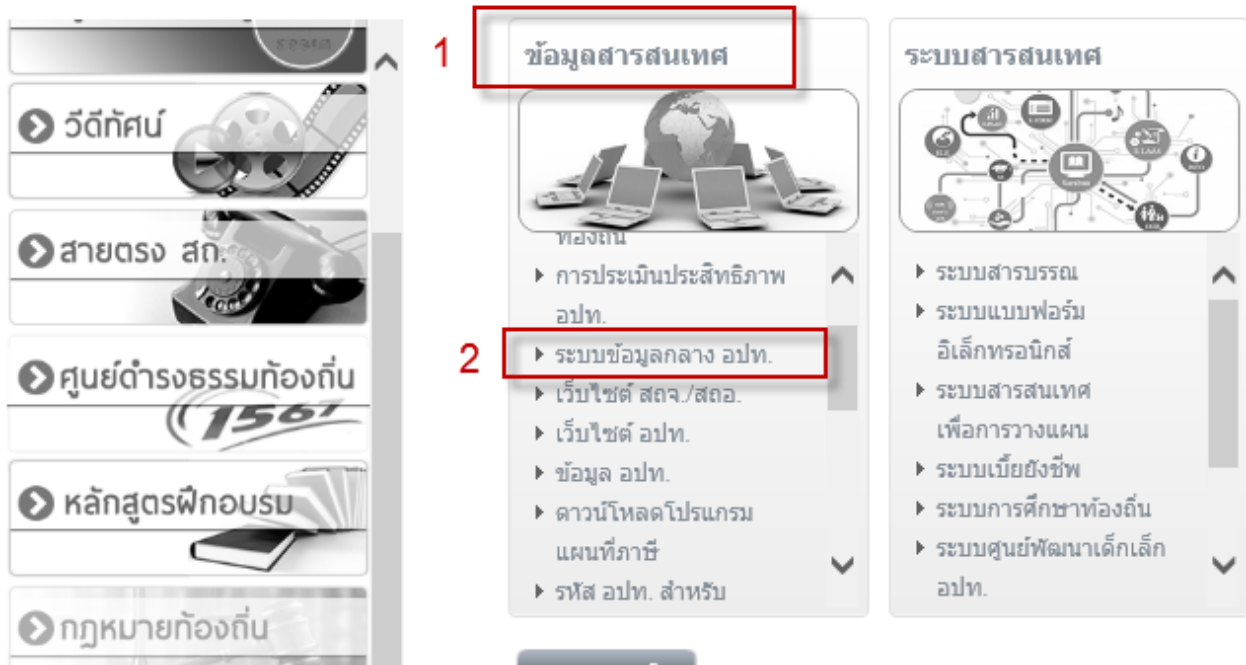 วีดีทัศน์
สายตรง สถ.
ศูนย์ดำรงธรรมท้องถิ่น
1567
หลักสูตรฝึกอบรม
กฎหมายท้องถิ่น
1
ข้อมูลสารสนเทศ
ท้องถิ่น
การประเมินประสิทธิภาพ
อปท.
2
ระบบข้อมูลกลาง อปท.
เว็บไซต์ สถจ./สถอ.
เว็บไซต์ อปท.
ข้อมูล อปท.
ดาวน์โหลดโปรแกรม
แผนที่ภาษี
รหัส อปท. สำหรับ
ระบบสารสนเทศ
ระบบสารบรรณ
ระบบแบบฟอร์ม
อิเล็กทรอนิกส์
ระบบสารสนเทศ
เพื่อการวางแผน
ระบบเบี้ยยังชีพ
ระบบการศึกษาท้องถิ่น
ระบบศูนย์พัฒนาเด็กเล็ก
อปท.